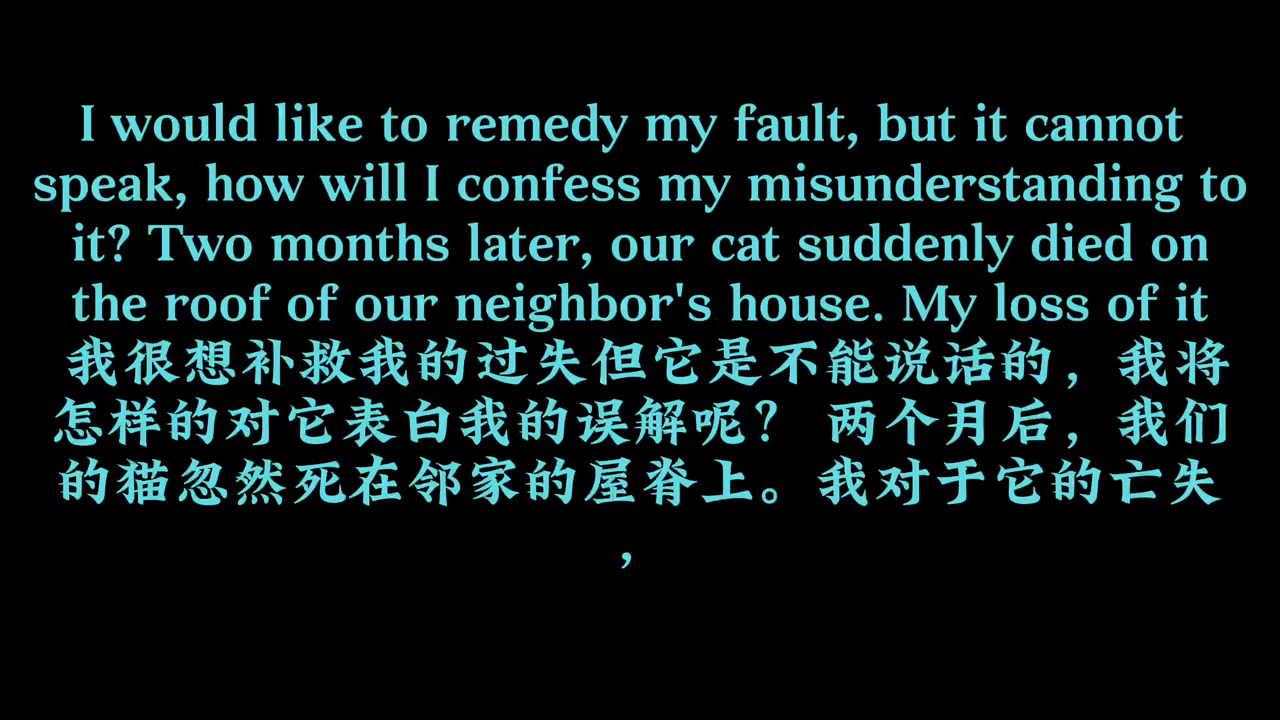 I would like to remedy my fault, but it cannot
speak, how will I confess my misunderstanding to
it? Two months later, our cat suddenly died on
the roof of our neighbor's house. My loss of it
我很想补救我的过失但它是不能说话的，我将
怎样的对它表白我的误解呢？ 两个月后，我们
的猫忽然死在邻家的屋脊上。我对于它的亡失
，